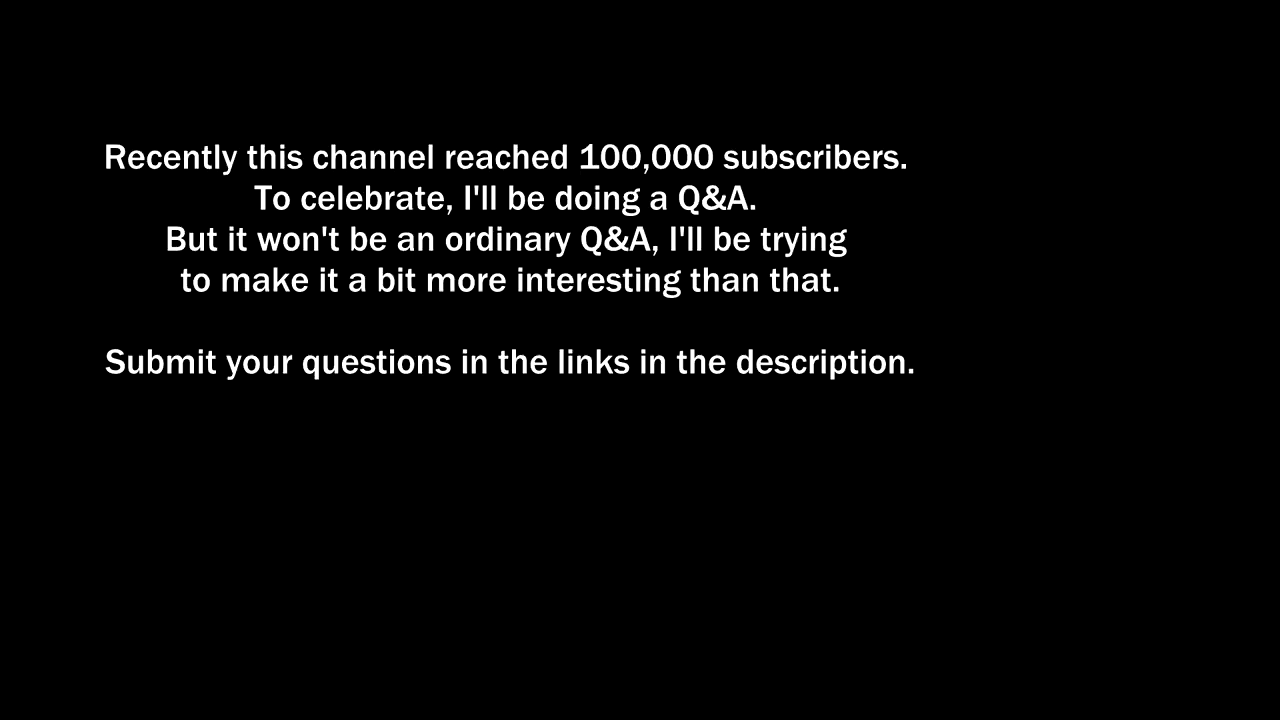 Recently this channel reached 100,000 subscribers.
To celebrate, I'll be doing a Q&A.
But it won't be an ordinary Q&A, I'll be trying
to make it a bit more interesting than that.
Submit your questions in the links in the description.